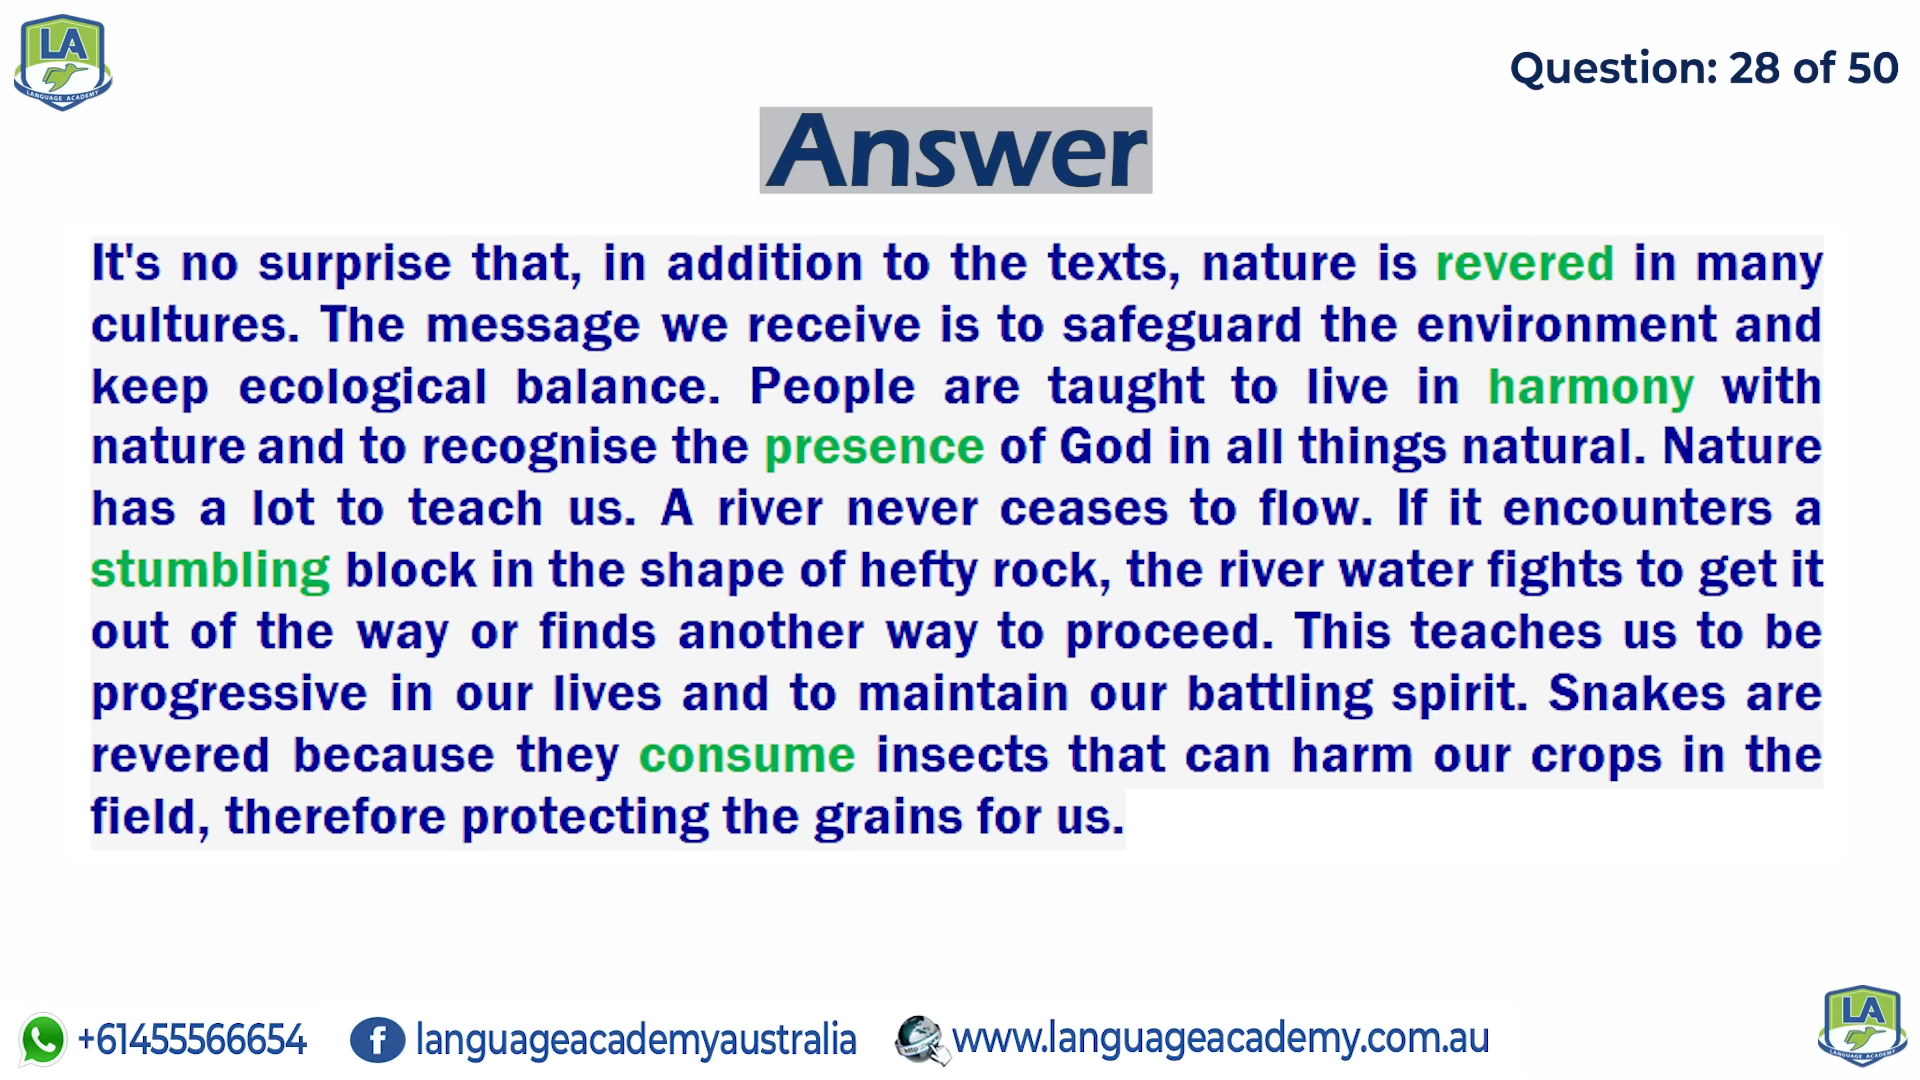 LA
LANGUAGE ACADEMY
Question: 28 of 50
Answer
It's no surprise that, in addition to the texts, nature is revered in many
cultures. The message we receive is to safeguard the environment and
keep ecological balance. People are taught to live in harmony with
nature and to recognise the presence of God in all things natural. Nature
has a lot to teach us. A river never ceases to flow. If it encounters a
stumbling block in the shape of hefty rock, the river water fights to get it
out of the way or finds another way to proceed. This teaches us to be
progressive in our lives and to maintain our battling spirit. Snakes are
revered because they consume insects that can harm our crops in the
field, therefore protecting the grains for us.
+61455566654
f languageacademyaustralia
www.languageacademy.com.au
LA
LANGUAGE ACADEMY